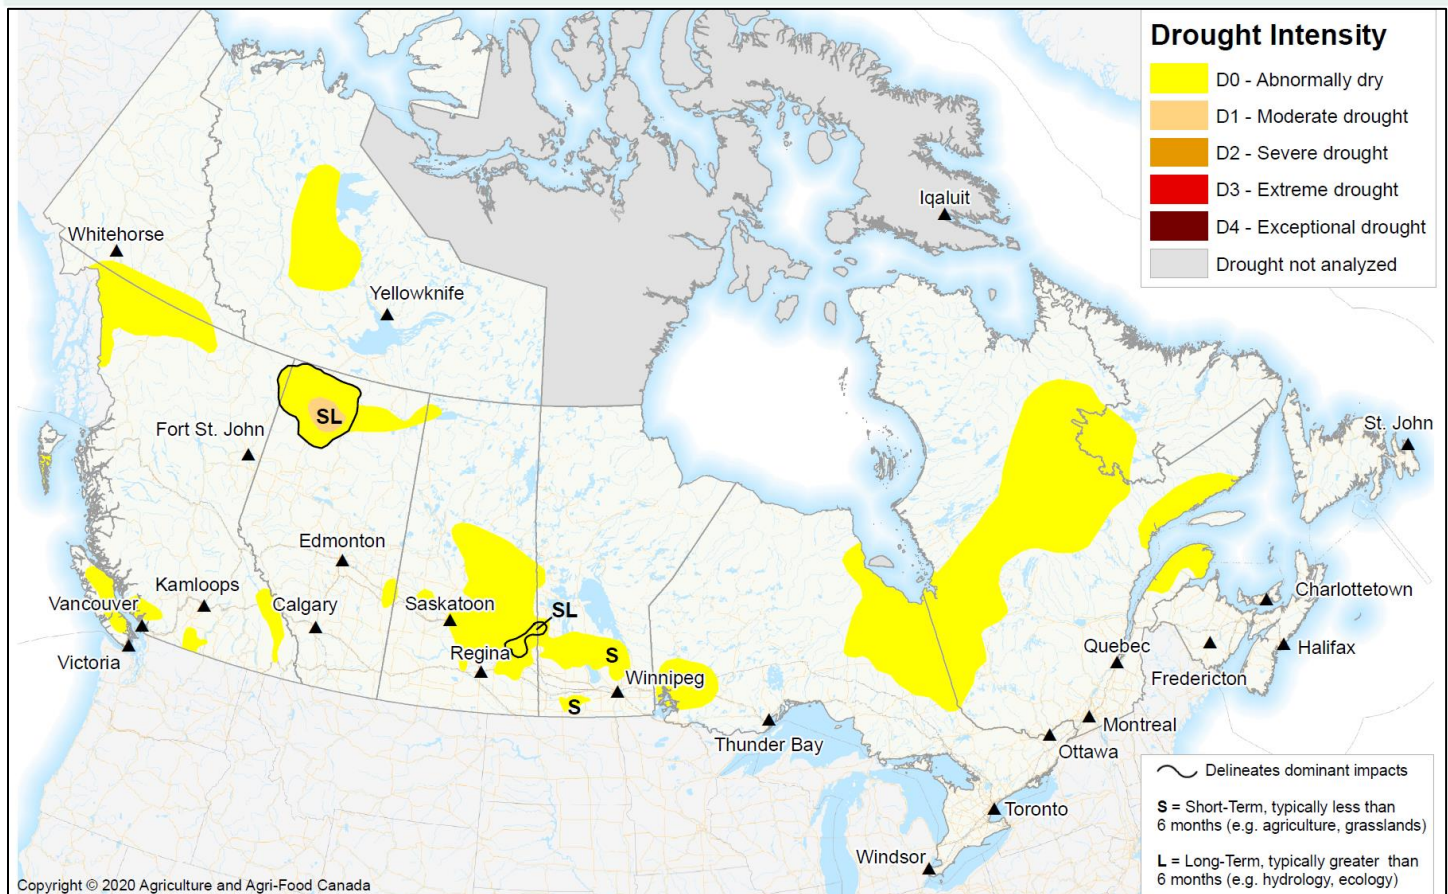 Drought Intensity
D0 - Abnormally dry
D1 - Moderate drought
D2 - Severe drought
D3 - Extreme drought
D4 - Exceptional drought
Drought not analyzed
Iqaluit
Whitehorse
Yellowknife
SL
Fort St. John
St. John
Edmonton
Kamloops
Calgary
Vancouver
Saskatoon
SL
Charlottetown
Victoria
Regina
S
Quebec
Halifax
Winnipeg
Fredericton
S
Thunder Bay
Montreal
Ottawa
Toronto
Windsor
Delineates dominant impacts
S = Short-Term, typically less than
6 months (e.g. agriculture, grasslands)
L = Long-Term, typically greater than
6 months (e.g. hydrology, ecology)
Copyright © 2020 Agriculture and Agri-Food Canada